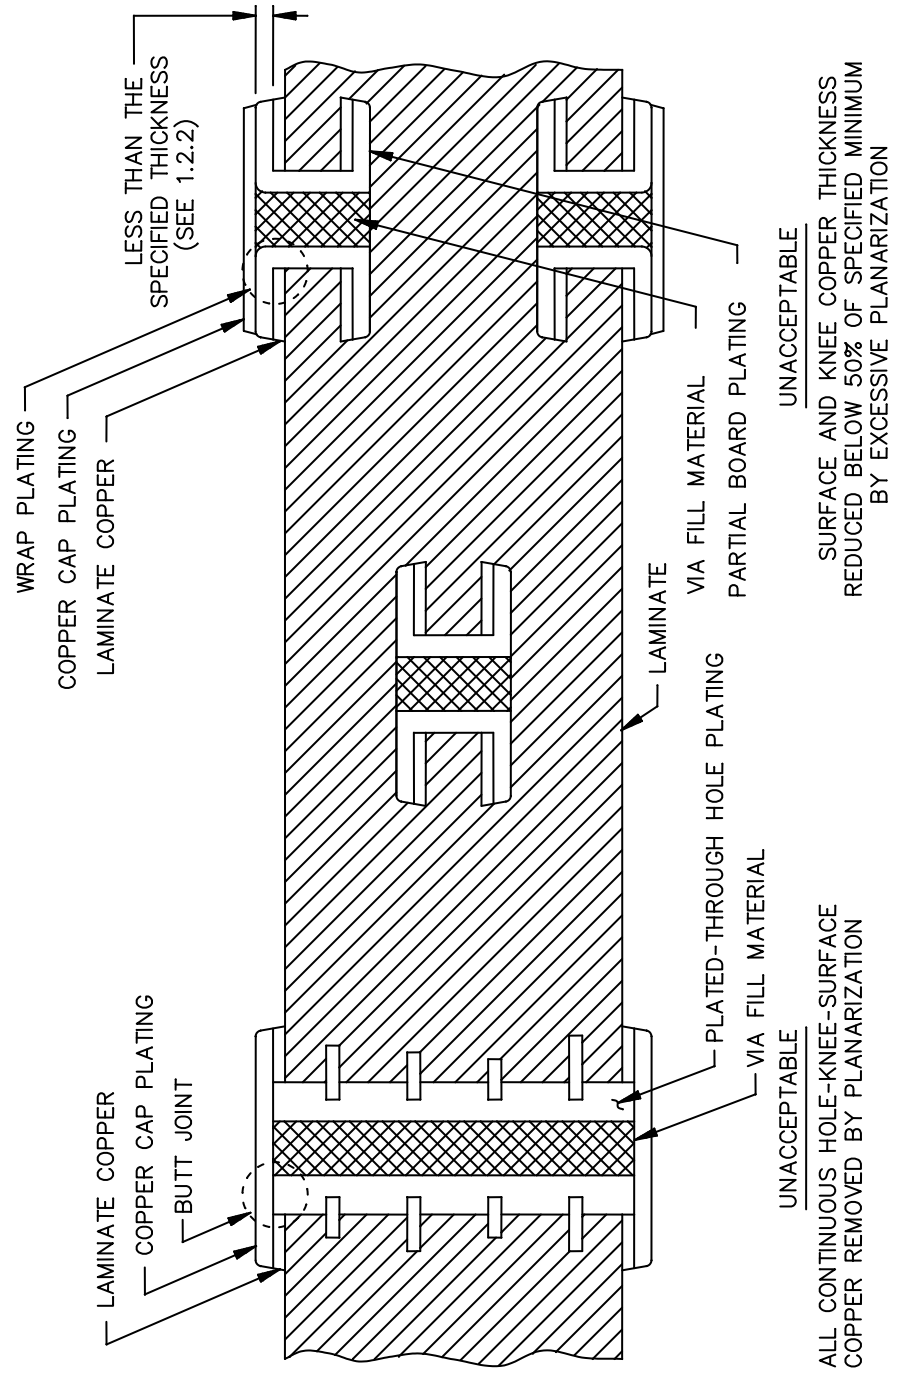 LAMINATE COPPER
COPPER CAP PLATING
BUTT JOINT
WRAP PLATING
COPPER CAP PLATING
LAMINATE COPPER
LESS THAN THE
SPECIFIED THICKNESS
(SEE 1.2.2)
PLATED-THROUGH HOLE PLATING
VIA FILL MATERIAL
LAMINATE
VIA FILL MATERIAL
PARTIAL BOARD PLATING
UNACCEPTABLE
ALL CONTINUOUS HOLE-KNEE-SURFACE
COPPER REMOVED BY PLANARIZATION
UNACCEPTABLE
SURFACE AND KNEE COPPER THICKNESS
REDUCED BELOW 50% OF SPECIFIED MINIMUM
BY EXCESSIVE PLANARIZATION